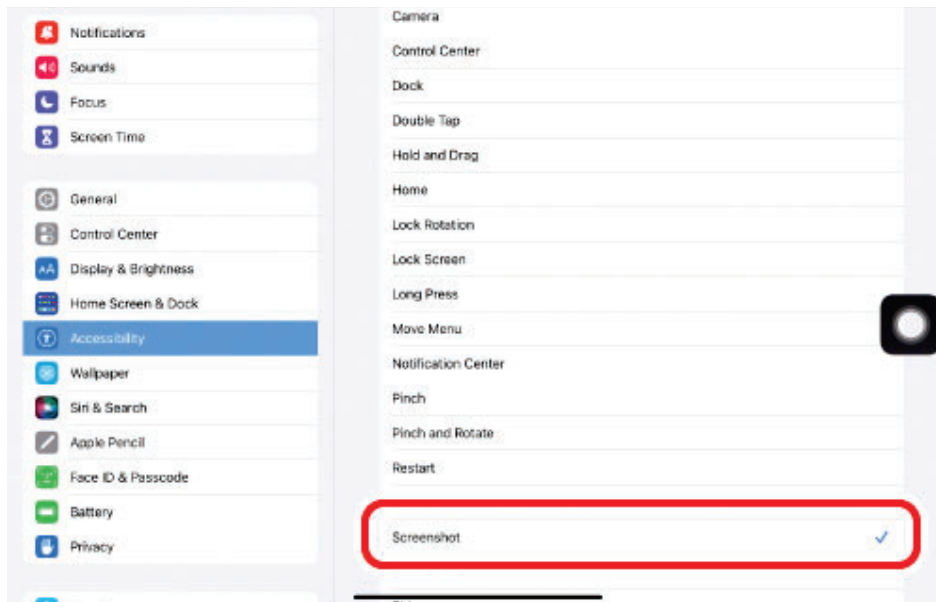 Notifications
Sounds
Focus
Screen Time
General
Control Center
AA Display & Brightness
Home Screen & Dock
Accessibility
Wallpaper
Siri & Search
Apple Pencil
Face ID & Passcode
Battery
Privacy
Camera
Control Center
Dock
Double Tap
Hold and Drag
Home
Lock Rotation
Lock Screen
Long Press
Move Menu
Notification Center
Pinch
Pinch and Rotate
Restart
Screenshot